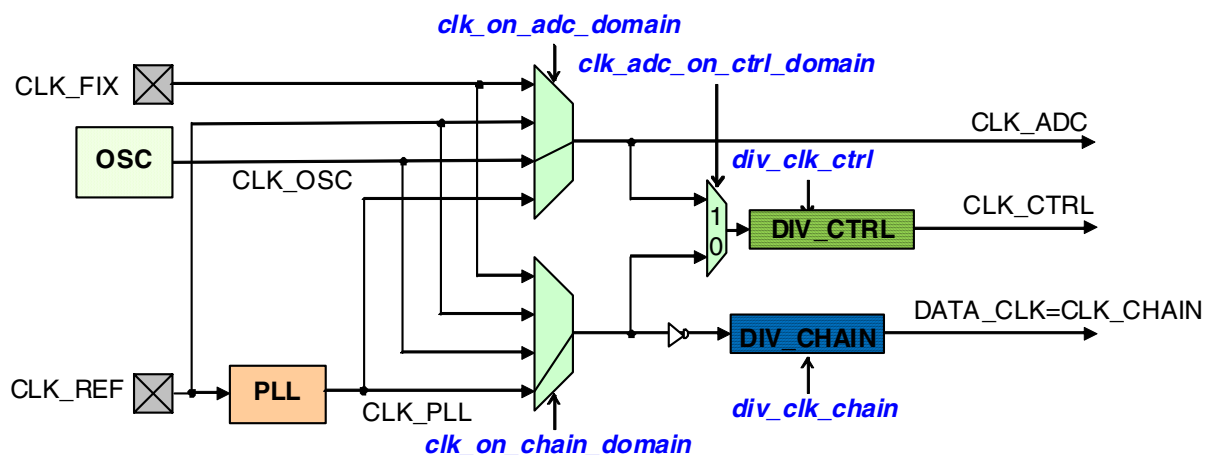 clk_on_adc_domain
clk_adc_on_ctrl_domain
CLK_FIX
CLK_ADC
OSC
div_clk_ctrl
CLK_OSC
CLK_CTRL
1
DIV_CTRL
0
DATA_CLK=CLK_CHAIN
DIV_CHAIN
CLK_REF
PLL
CLK_PLL
div_clk_chain
clk_on_chain_domain